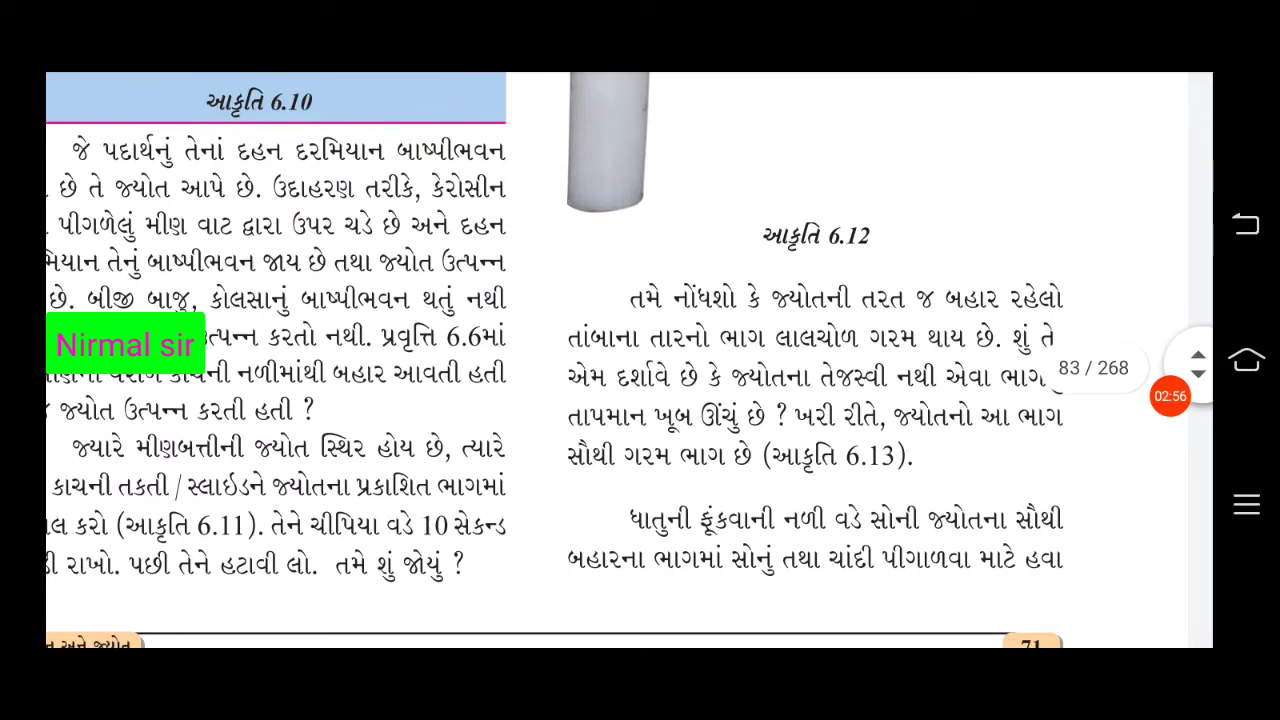 આકૃતિ 6.10
જે પદાર્થનું તેનાં દહન દરમિયાન બાષ્પીભવન
છે તે જ્યોત આપે છે. ઉદાહરણ તરીકે, કેરોસીન
પીગળેલું મીણ વાટ દ્વારા ઉપર ચડે છે અને દહન
મિયાન તેનું બાષ્પીભવન જાય છે તથા જ્યોત ઉત્પન્ન
છે. બીજી બાજુ, કોલસાનું બાષ્પીભવન થતું નથી
ત્પન્ન કરતો નથી. પ્રવૃત્તિ 6.6માં
Nirmal sir
કાચની નળીમાંથી બહાર આવતી હતી
જ્યોત ઉત્પન્ન કરતી હતી ?
જ્યારે મીણબત્તીની જ્યોત સ્થિર હોય છે, ત્યારે
કાચની તકતી / સ્લાઇડને જ્યોતના પ્રકાશિત ભાગમાં
લ કરો (આકૃતિ 6.11). તેને ચીપિયા વડે 10 સેકન્ડ
ડી રાખો. પછી તેને હટાવી લો. તમે શું જોયું ?
ન અને જ્યોત
આકૃતિ 6.12
તમે નોંધશો કે જ્યોતની તરત જ બહાર રહેલો
તાંબાના તારનો ભાગ લાલચોળ ગરમ થાય છે. શું તે
એમ દર્શાવે છે કે જ્યોતના તેજસ્વી નથી એવા ભાગ
તાપમાન ખૂબ ઊંચું છે ? ખરી રીતે, જ્યોતનો આ ભાગ
સૌથી ગરમ ભાગ છે (આકૃતિ 6.13).
ધાતુની ફૂંકવાની નળી વડે સોની જ્યોતના સૌથી
બહારના ભાગમાં સોનું તથા ચાંદી પીગાળવા માટે હવા
71
83 / 268
02:56